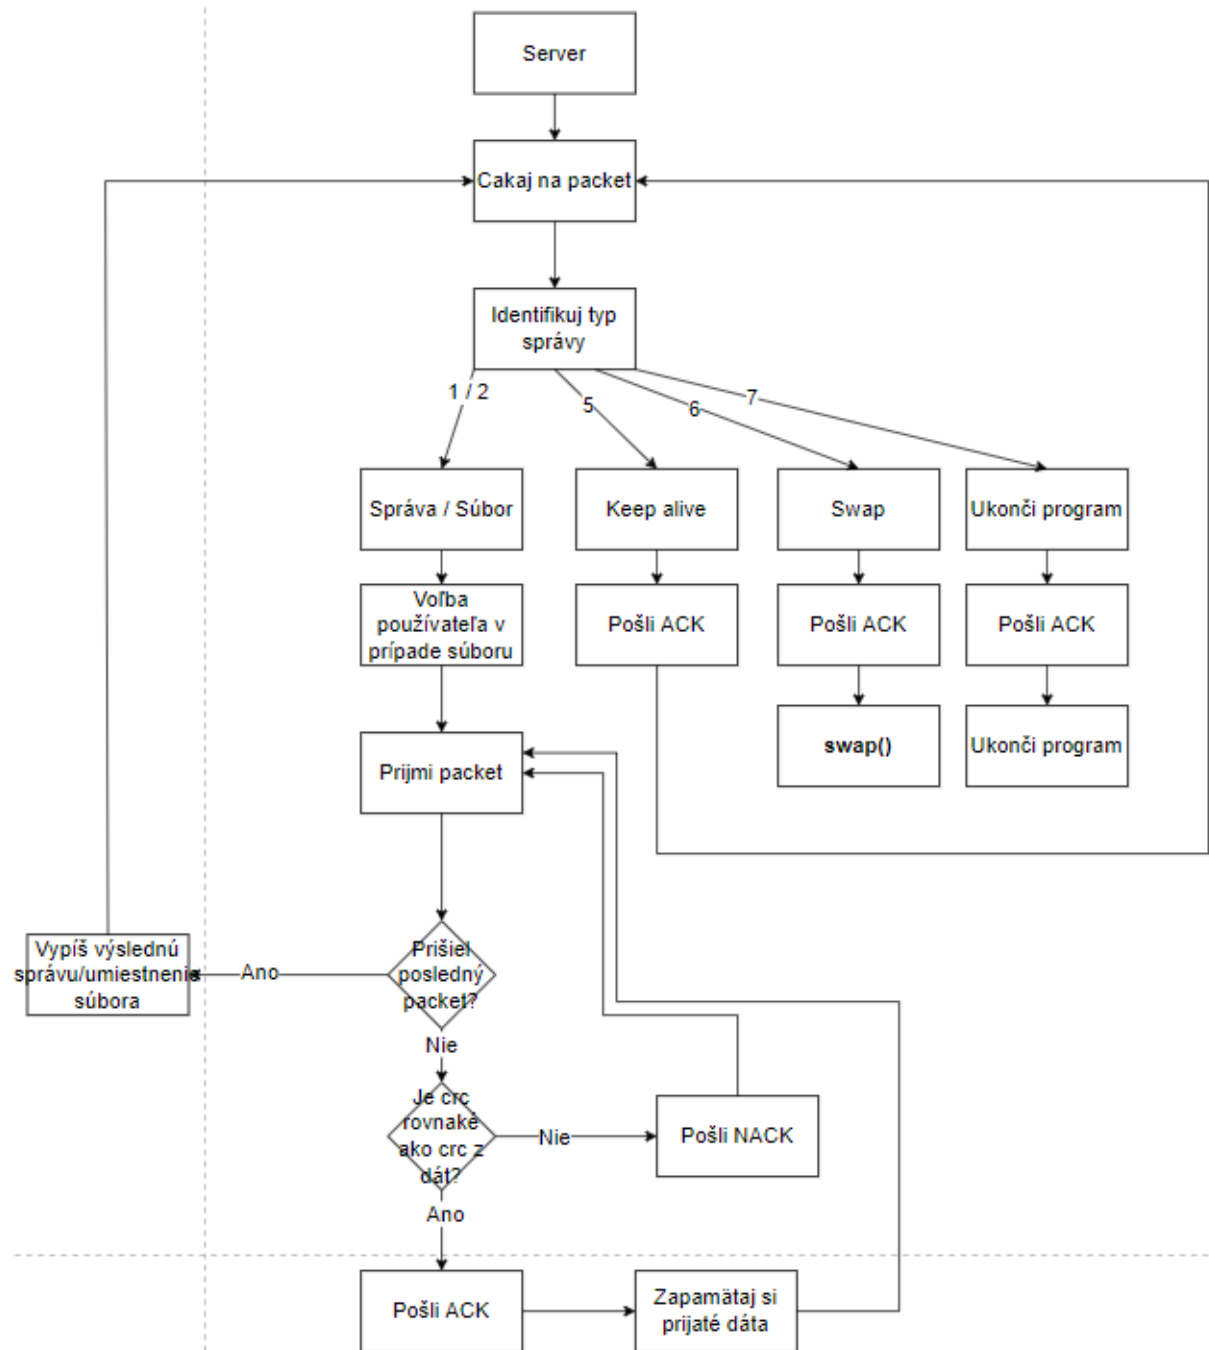 Server
Cakaj na packet
Identifikuj typ
správy
1 / 2
5
6
7
Správa / Súbor
Keep alive
Swap
Ukonči program
Voľba
používateľa v
prípade súboru
Pošli ACK
Pošli ACK
Pošli ACK
Prijmi packet
swap()
Ukonči program
Vypíš výslednú
správu/umiestnenie
súbora
Ano
Prišiel
posledný
packet?
Nie
Je crc
rovnaké
ako crc z
dát?
Nie
Pošli NACK
Ano
Pošli ACK
Zapamätaj si
prijaté dáta